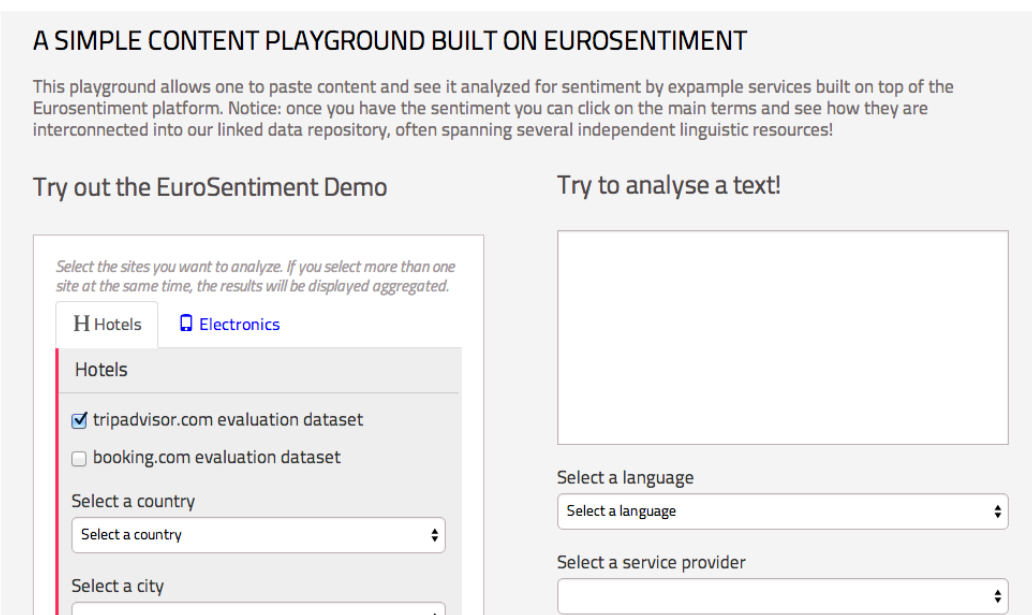 A SIMPLE CONTENT PLAYGROUND BUILT ON EUROSENTIMENT
This playground allows one to paste content and see it analyzed for sentiment by expample services built on top of the
Eurosentiment platform. Notice: once you have the sentiment you can click on the main terms and see how they are
interconnected into our linked data repository, often spanning several independent linguistic resources!
Try out the EuroSentiment Demo
Select the sites you want to analyze. If you select more than one
site at the same time, the results will be displayed aggregated.
H Hotels
Electronics
Hotels
tripadvisor.com evaluation dataset
booking.com evaluation dataset
Select a country
Select a country
Select a city
Try to analyse a text!
Select a language
Select a language
Select a service provider